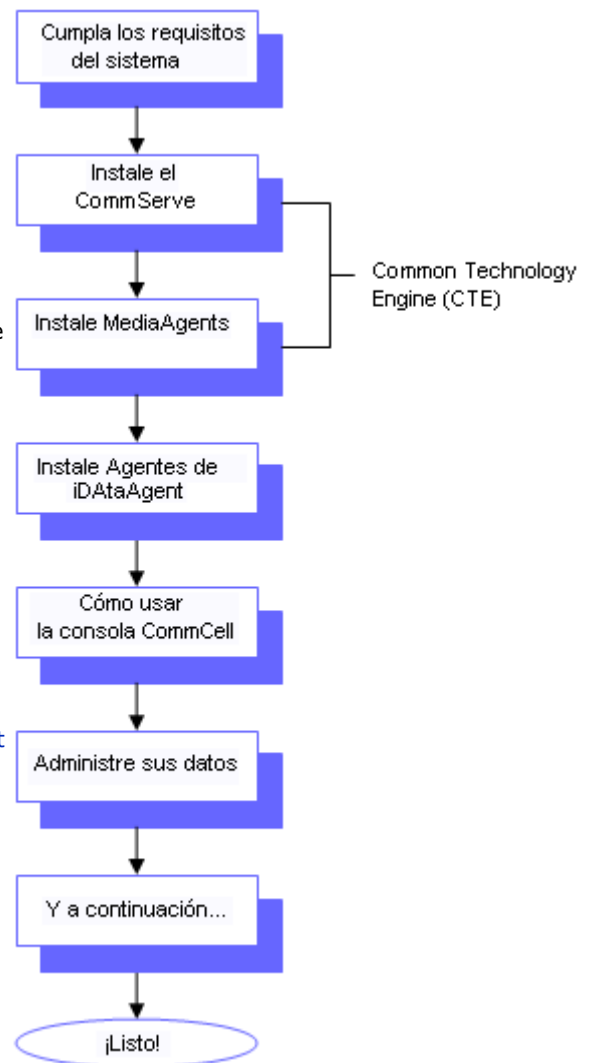 Cumpla los requisitos
del sistema
Instale el
CommServe
Common Technology
Engine (CTE)
e
Instale MediaAgents
Instale Agentes de
iDAtaAgent
Cómo usar
la consola CommCell
t
Administre sus datos
Y a continuación...
¡Listo!